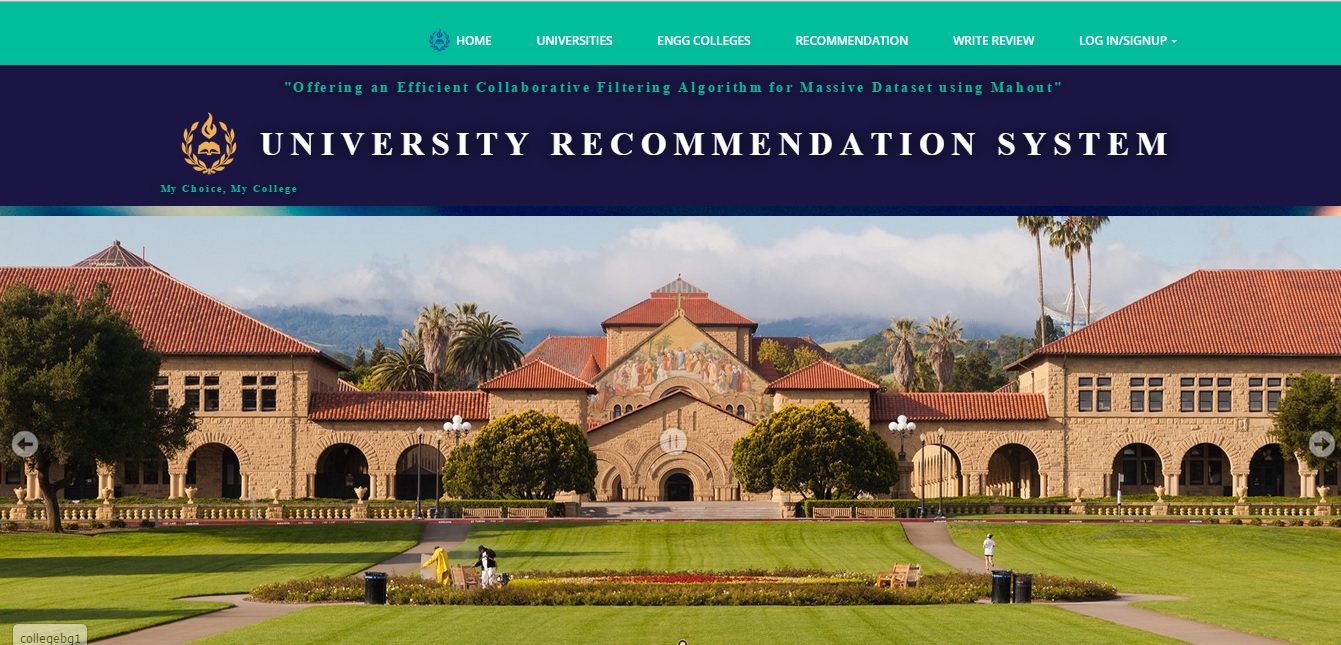 HOME UNIVERSITIES ENGG COLLEGES RECOMMENDATION WRITE REVIEW LOG IN/SIGNUP
"Offering an Efficient Collaborative Filtering Algorithm for Massive Dataset using Mahout"
UNIVERSITY RECOMMENDATION SYSTEM
My Choice, My College
collegebg1